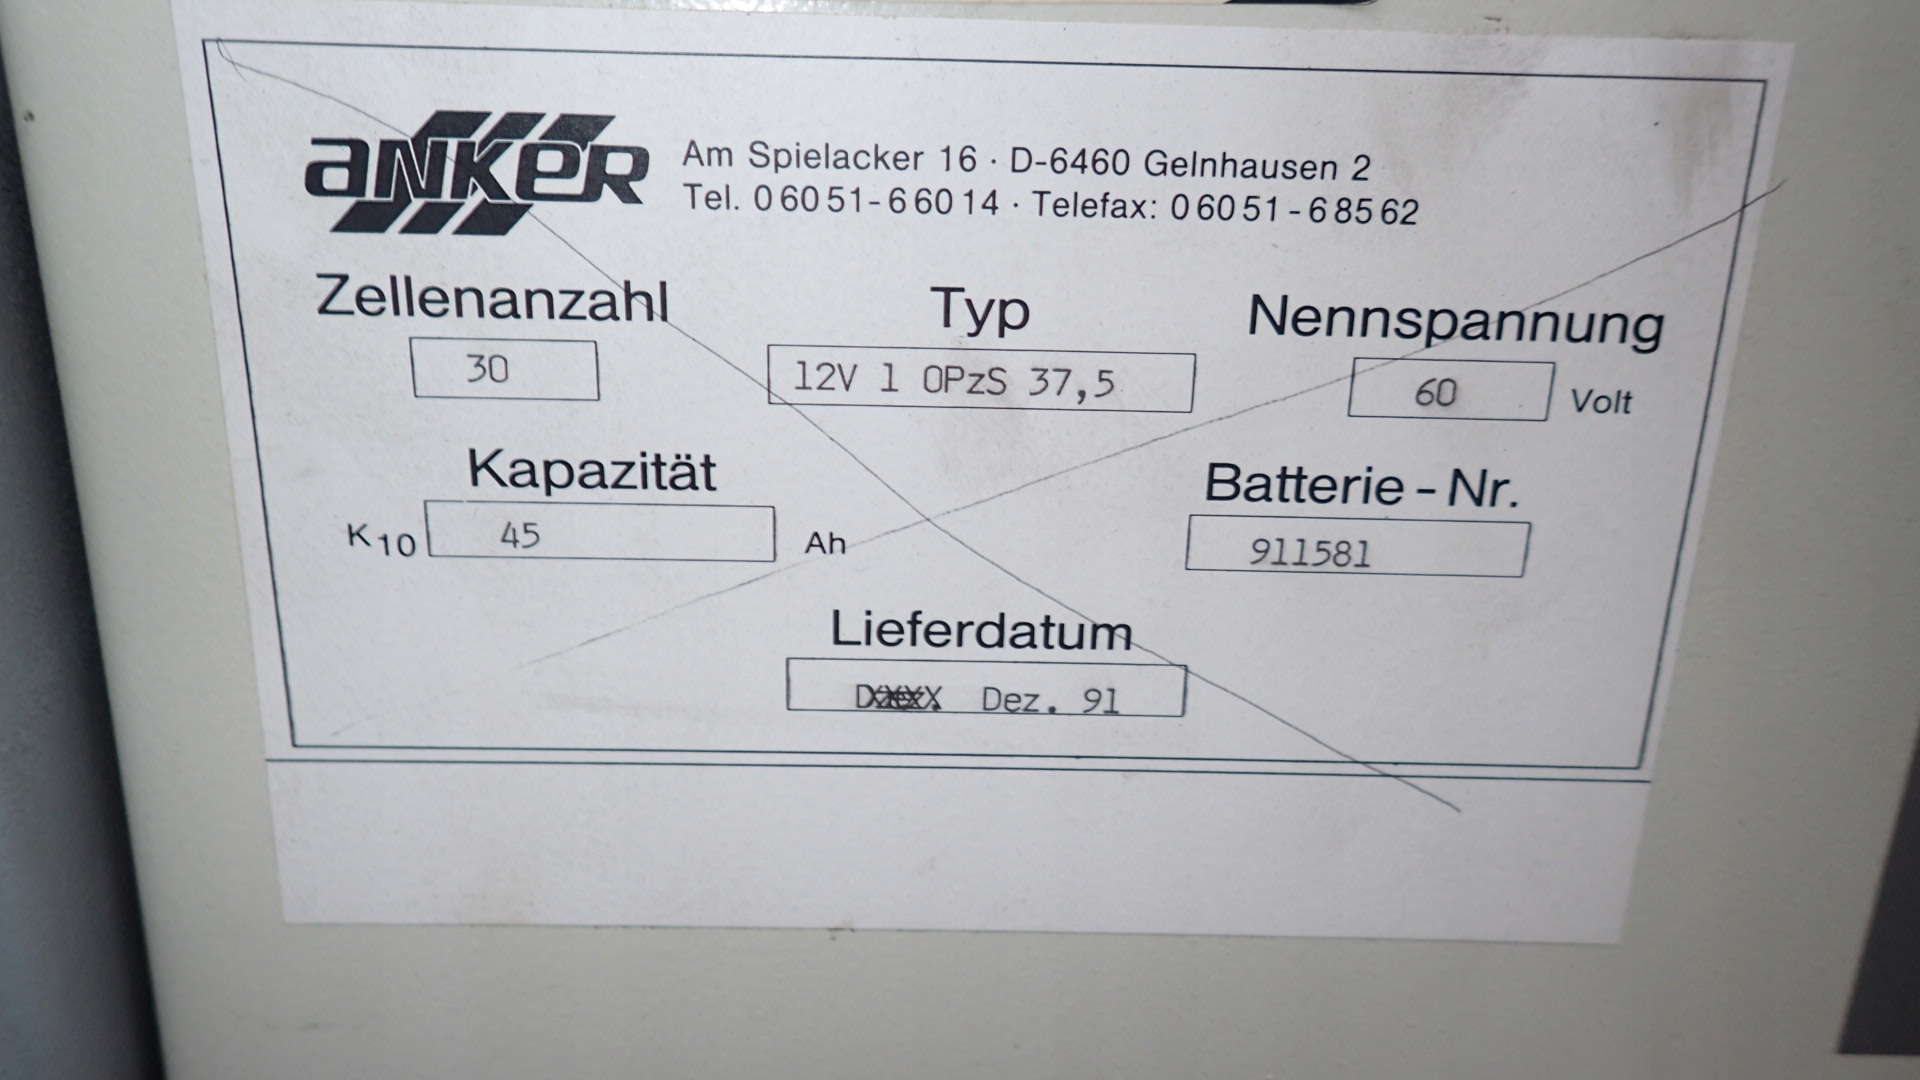 aNKeR
Am Spielacker 16 · D-6460 Gelnhausen 2
Tel. 06051-66014 · Telefax: 06051-68562
Zellenanzahl Typ Nennspannung
30 12V 1 OPzS 37,5 60 Volt
Kapazität Batterie-Nr.
K10 45 Ah 911581
Lieferdatum
Dez. 91